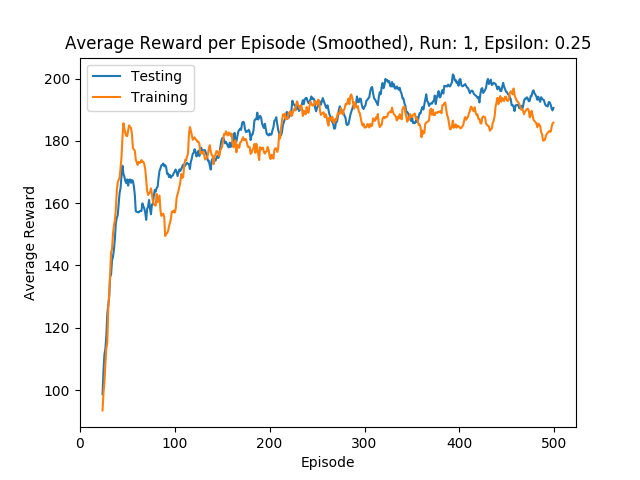 Average Reward per Episode (Smoothed), Run: 1, Epsilon: 0.25
Testing
Training
Average Reward
200
180
160
140
120
100
0 100 200 300 400 500
Episode